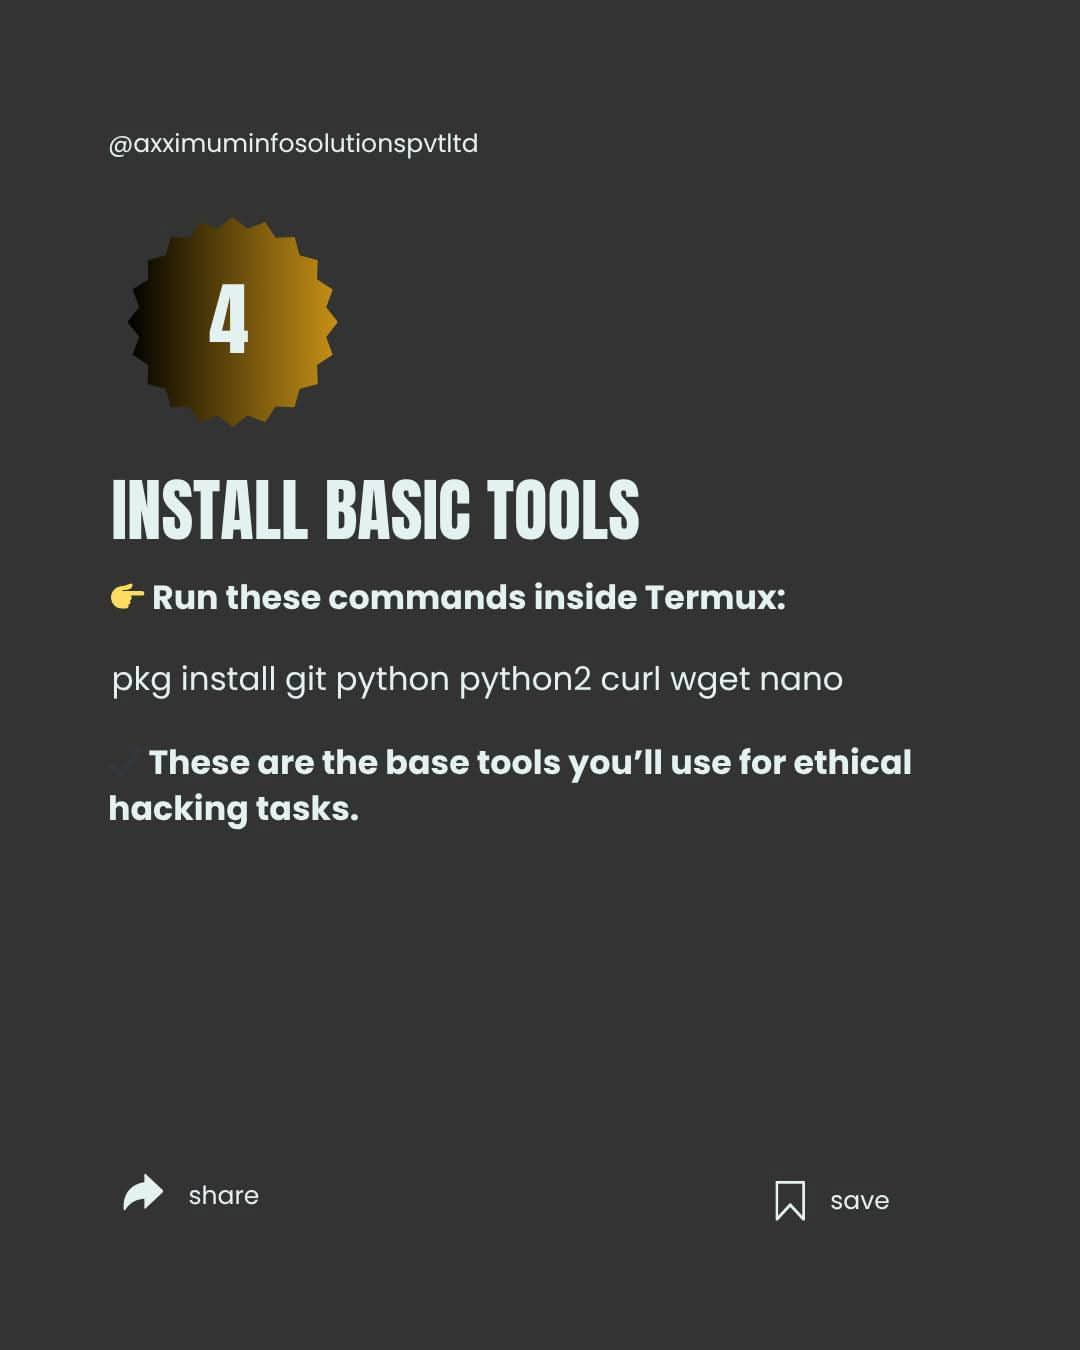 @axximuminfosolutionspvtltd
4
INSTALL BASIC TOOLS
👉 Run these commands inside Termux:
pkg install git python python2 curl wget nano
✓ These are the base tools you’ll use for ethical
hacking tasks.
share
save